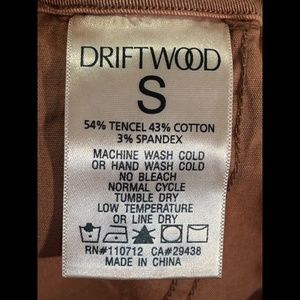 DRIFTWOOD
S
54% TENCEL 43% COTTON
3% SPANDEX
MACHINE WASH COLD
OR HAND WASH COLD
NO BLEACH
NORMAL CYCLE
TUMBLE DRY
LOW TEMPERATURE
OR LINE DRY
RN#110712 CA#29438
MADE IN CHINA